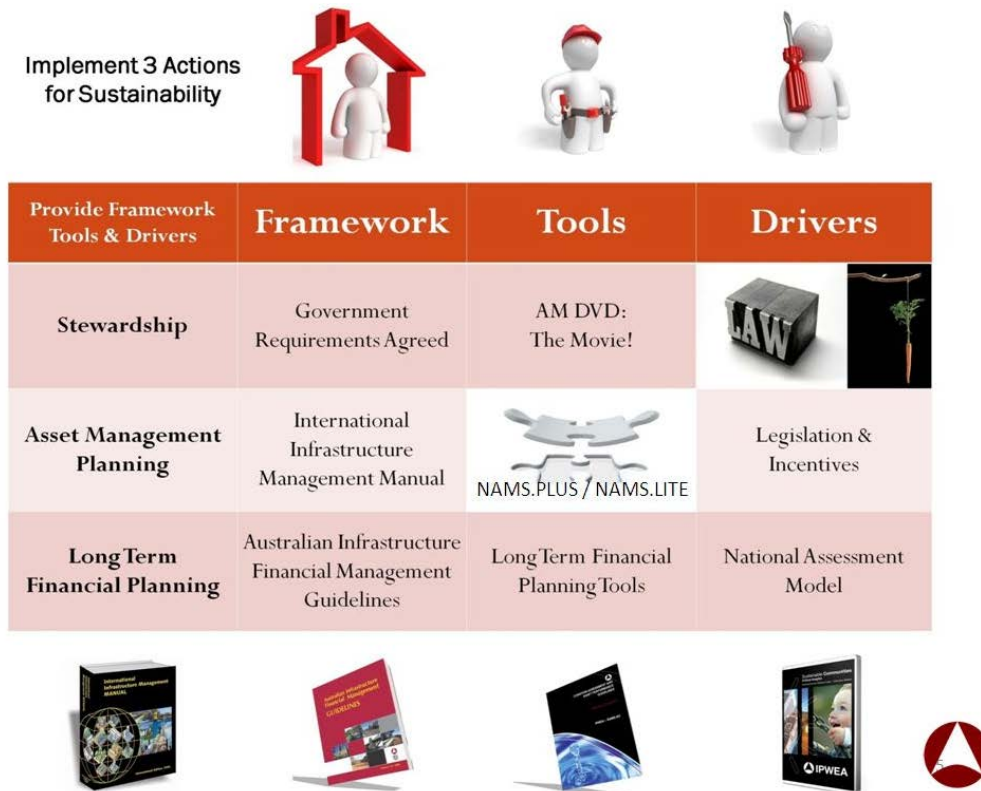 Implement 3 Actions
for Sustainability
Provide Framework
Tools & Drivers
Framework
Tools
Drivers
Stewardship
Government
Requirements Agreed
AM DVD:
The Movie!
LAW
Asset Management
Planning
International
Infrastructure
Management Manual
NAMS.PLUS / NAMS.LITE
Legislation &
Incentives
Long Term
Financial Planning
Australian Infrastructure
Financial Management
Guidelines
Long Term Financial
Planning Tools
National Assessment
Model
International
Infrastructure Management
MANUAL
Australian Infrastructure
Financial Management
GUIDELINES
Sustainable Communities
IPWEA
5